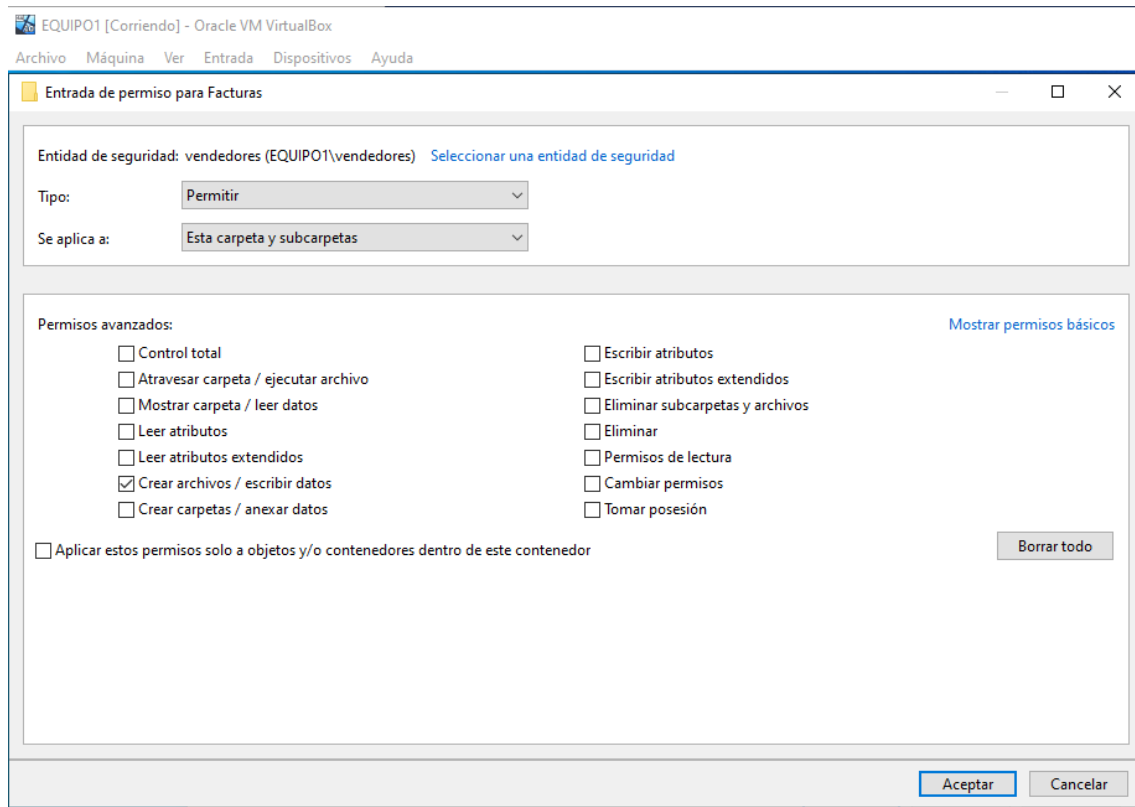 EQUIPO1 [Corriendo] - Oracle VM VirtualBox
Archivo Máquina Ver Entrada Dispositivos Ayuda
Entrada de permiso para Facturas
Entidad de seguridad: vendedores (EQUIPO1\vendedores) Seleccionar una entidad de seguridad
Tipo: Permitir
Se aplica a: Esta carpeta y subcarpetas
Permisos avanzados: Mostrar permisos básicos
Control total Escribir atributos
Atravesar carpeta / ejecutar archivo Escribir atributos extendidos
Mostrar carpeta / leer datos Eliminar subcarpetas y archivos
Leer atributos Eliminar
Leer atributos extendidos Permisos de lectura
Crear archivos / escribir datos Cambiar permisos
Crear carpetas / anexar datos Tomar posesión
Aplicar estos permisos solo a objetos y/o contenedores dentro de este contenedor Borrar todo
Aceptar Cancelar